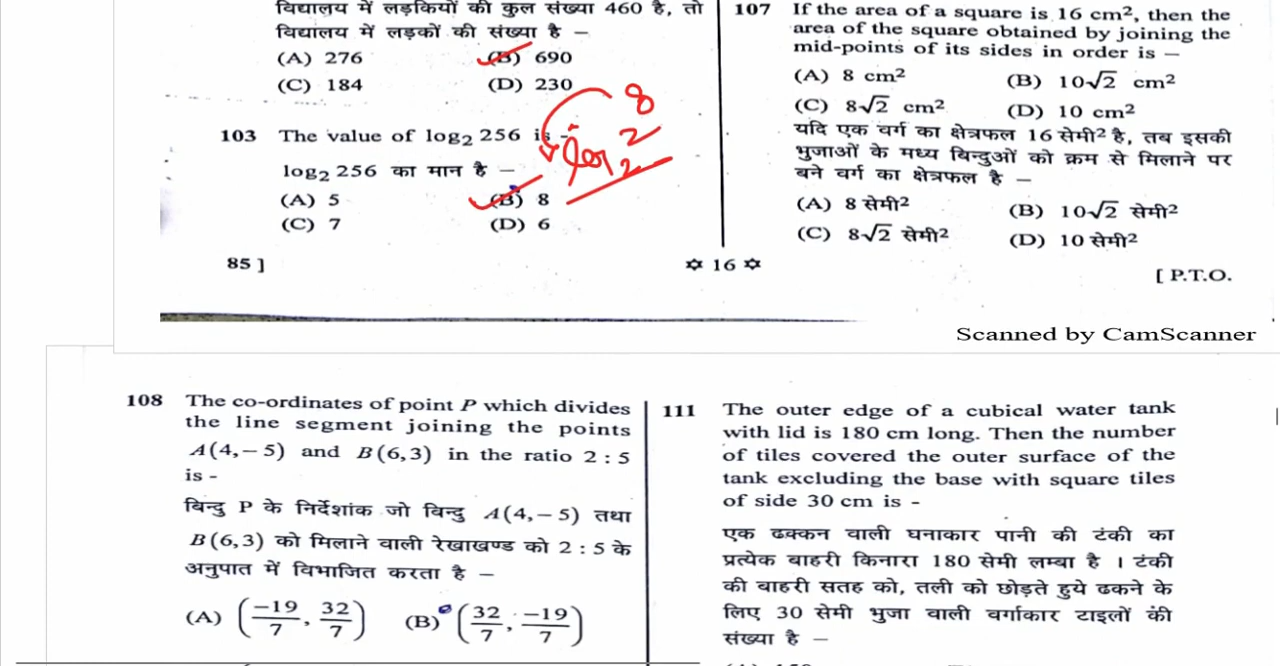 विद्यालय में लड़कियों की कुल संख्या 460 है, तो
विद्यालय में लड़कों की संख्या है –
(A) 276 (B) 690
(C) 184 (D) 230
103 The value of log₂ 256 is -
log₂ 256 का मान है –
(A) 5 (B) 8
(C) 7 (D) 6
8
log₂ 2
107 If the area of a square is 16 cm², then the
area of the square obtained by joining the
mid-points of its sides in order is —
(A) 8 cm² (B) 10√2 cm²
(C) 8√2 cm² (D) 10 cm²
यदि एक वर्ग का क्षेत्रफल 16 सेमी² है, तब इसकी
भुजाओं के मध्य बिन्दुओं को क्रम से मिलाने पर
बने वर्ग का क्षेत्रफल है –
(A) 8 सेमी² (B) 10√2 सेमी²
(C) 8√2 सेमी² (D) 10 सेमी²
85 ] ✡ 16 ✡
[ P.T.O.
Scanned by CamScanner
108 The co-ordinates of point P which divides
the line segment joining the points
A(4,−5) and B(6,3) in the ratio 2 : 5
is -
बिन्दु P के निर्देशांक जो बिन्दु A(4,−5) तथा
B(6,3) को मिलाने वाली रेखाखण्ड को 2 : 5 के
अनुपात में विभाजित करता है –
(A) (−19/7, 32/7) (B) (32/7, −19/7)
111 The outer edge of a cubical water tank
with lid is 180 cm long. Then the number
of tiles covered the outer surface of the
tank excluding the base with square tiles
of side 30 cm is -
एक ढक्कन वाली घनाकार पानी की टंकी का
प्रत्येक बाहरी किनारा 180 सेमी लम्बा है । टंकी
की बाहरी सतह को, तली को छोड़ते हुये ढकने के
लिए 30 सेमी भुजा वाली वर्गाकार टाइलों की
संख्या है –